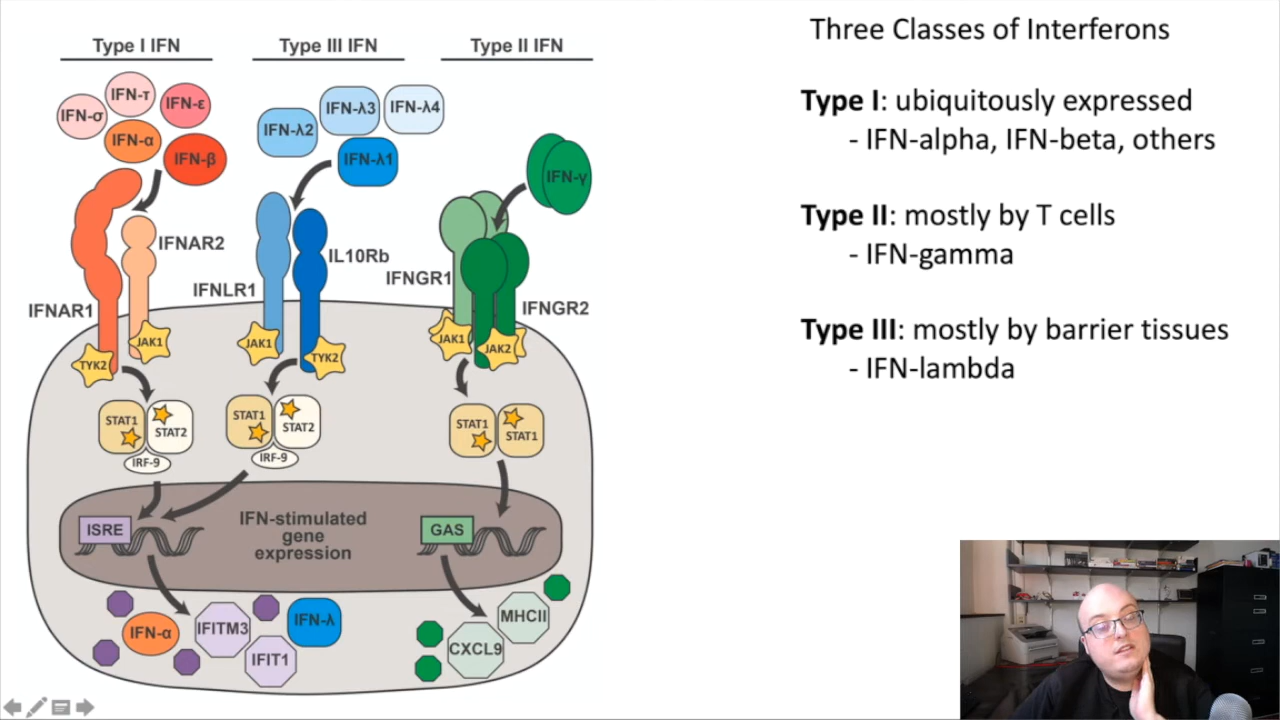 Three Classes of Interferons
Type I IFN
Type III IFN
Type II IFN
IFN-σ
IFN-τ
IFN-ε
IFN-α
IFN-β
IFN-λ2
IFN-λ3
IFN-λ4
IFN-λ1
IFN-γ
IFNAR1
IFNAR2
IFNLR1
IL10Rb
IFNGR1
IFNGR2
TYK2
JAK1
JAK1
TYK2
JAK1
JAK2
STAT1
STAT2
IRF-9
STAT1
STAT2
IRF-9
STAT1
STAT1
ISRE
IFN-stimulated
gene
expression
GAS
IFN-α
IFITM3
IFN-λ
IFIT1
MHCII
CXCL9
Type I: ubiquitously expressed
- IFN-alpha, IFN-beta, others
Type II: mostly by T cells
- IFN-gamma
Type III: mostly by barrier tissues
- IFN-lambda